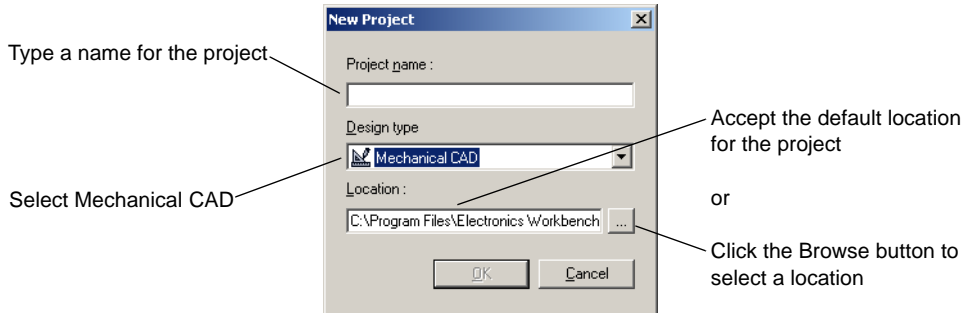 New Project
Type a name for the project
Project name :
Design type
Mechanical CAD
Select Mechanical CAD
Location :
C:\Program Files\Electronics Workbench
...
OK
Cancel
Accept the default location
for the project
or
Click the Browse button to
select a location